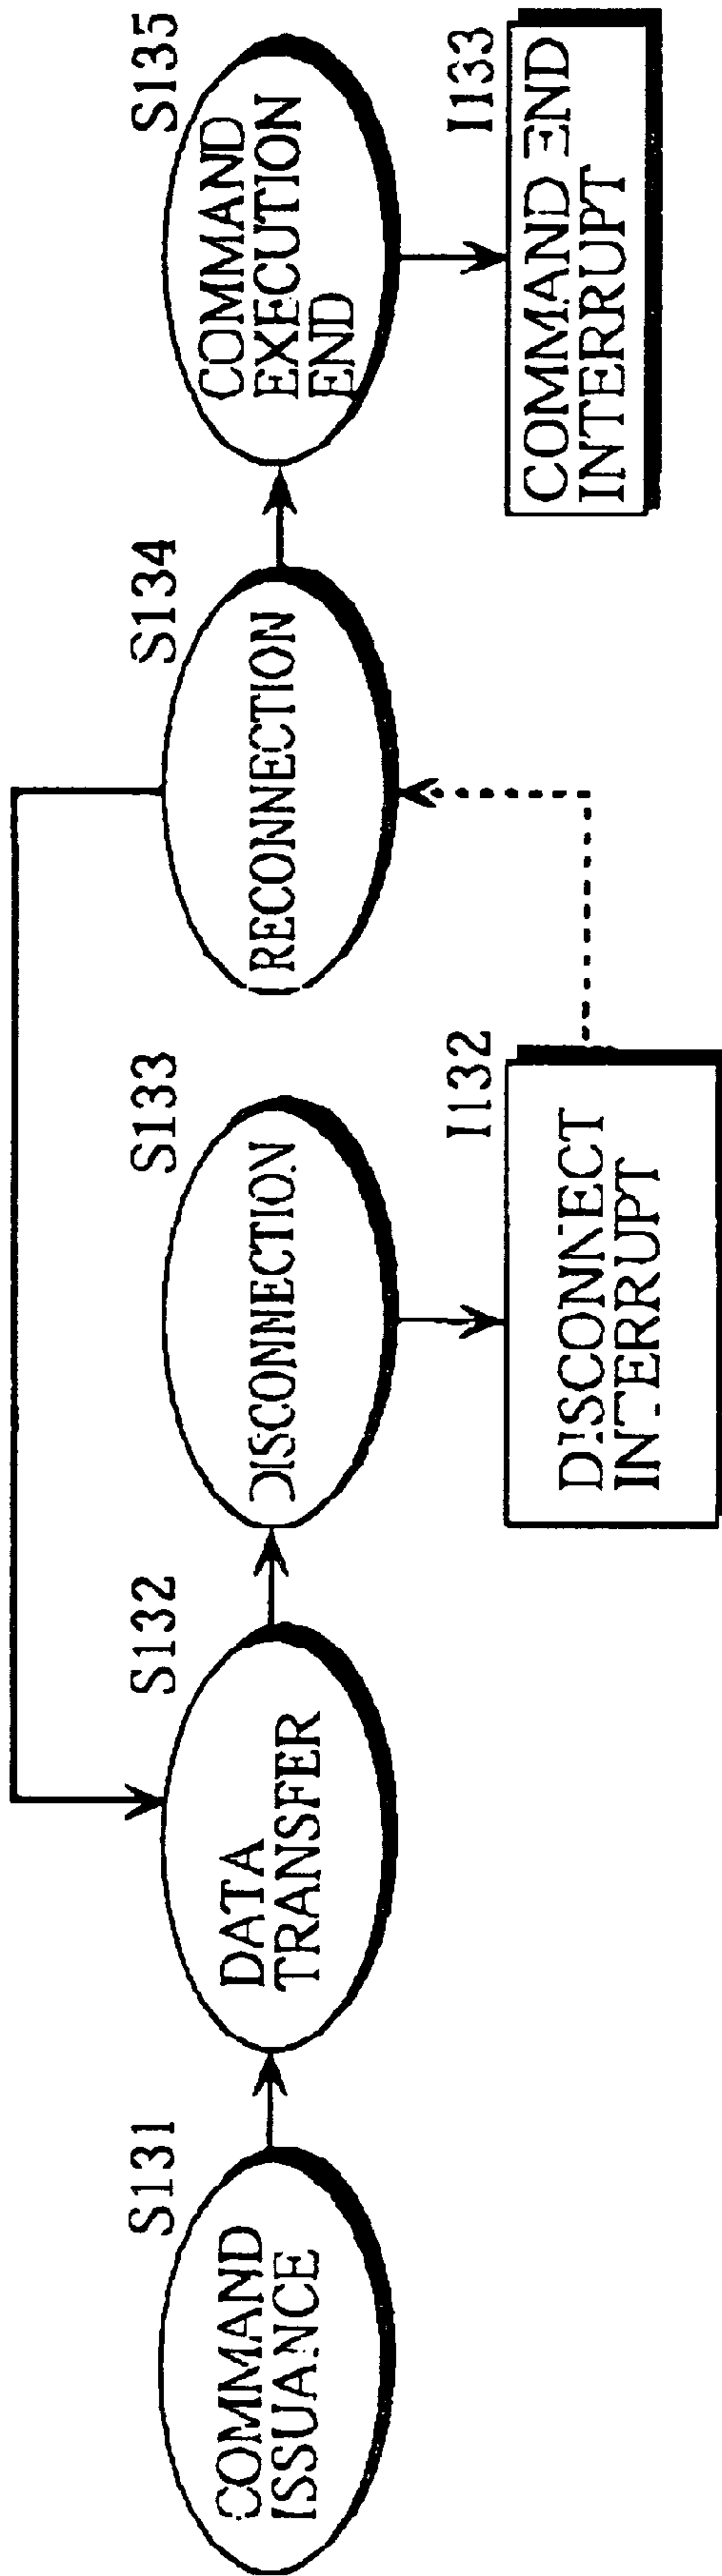 S131
COMMAND
ISSUANCE
S132
DATA
TRANSFER
S133
DISCONNECTION
I132
DISCONNECT
INTERRUPT
S134
RECONNECTION
S135
COMMAND
EXECUTION
END
I133
COMMAND END
INTERRUPT